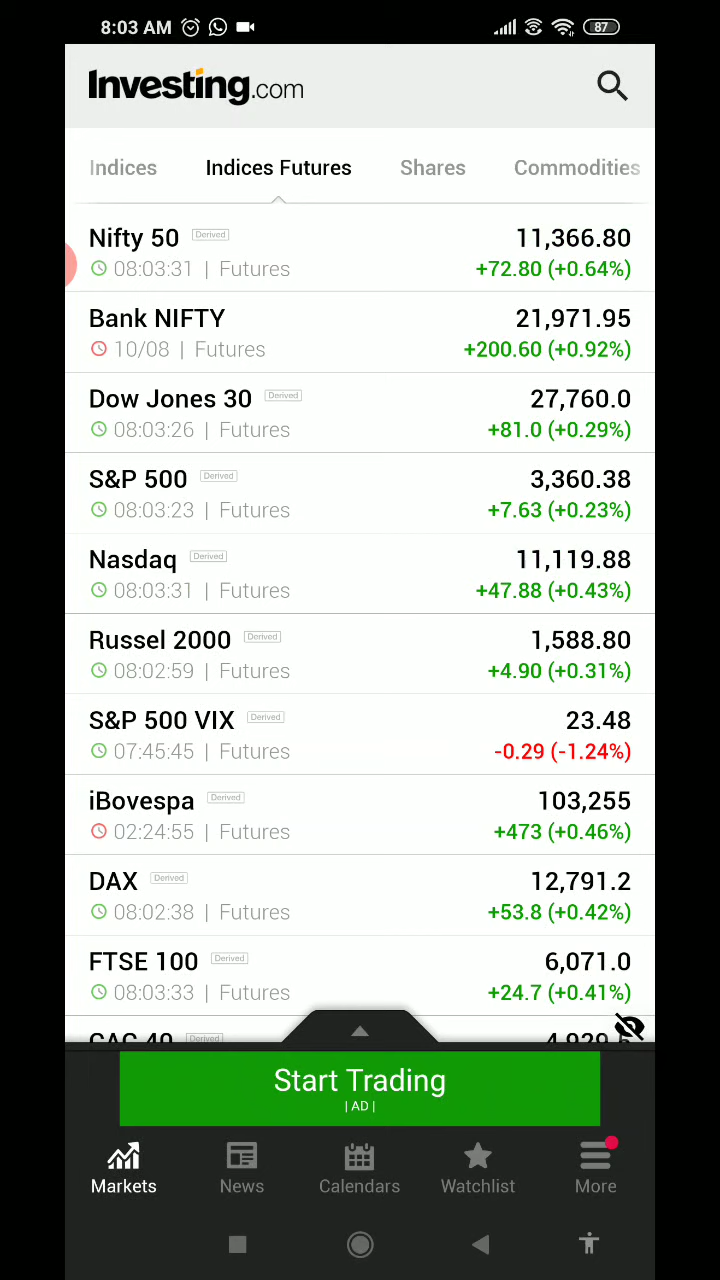 8:03 AM 87
Investing.com
Indices Indices Futures Shares Commodities
Nifty 50 Derived 11,366.80
08:03:31 | Futures +72.80 (+0.64%)
Bank NIFTY 21,971.95
10/08 | Futures +200.60 (+0.92%)
Dow Jones 30 Derived 27,760.0
08:03:26 | Futures +81.0 (+0.29%)
S&P 500 Derived 3,360.38
08:03:23 | Futures +7.63 (+0.23%)
Nasdaq Derived 11,119.88
08:03:31 | Futures +47.88 (+0.43%)
Russel 2000 Derived 1,588.80
08:02:59 | Futures +4.90 (+0.31%)
S&P 500 VIX Derived 23.48
07:45:45 | Futures -0.29 (-1.24%)
iBovespa Derived 103,255
02:24:55 | Futures +473 (+0.46%)
DAX Derived 12,791.2
08:02:38 | Futures +53.8 (+0.42%)
FTSE 100 Derived 6,071.0
08:03:33 | Futures +24.7 (+0.41%)
CAC 40 Derived
Start Trading
| AD |
Markets News Calendars Watchlist More